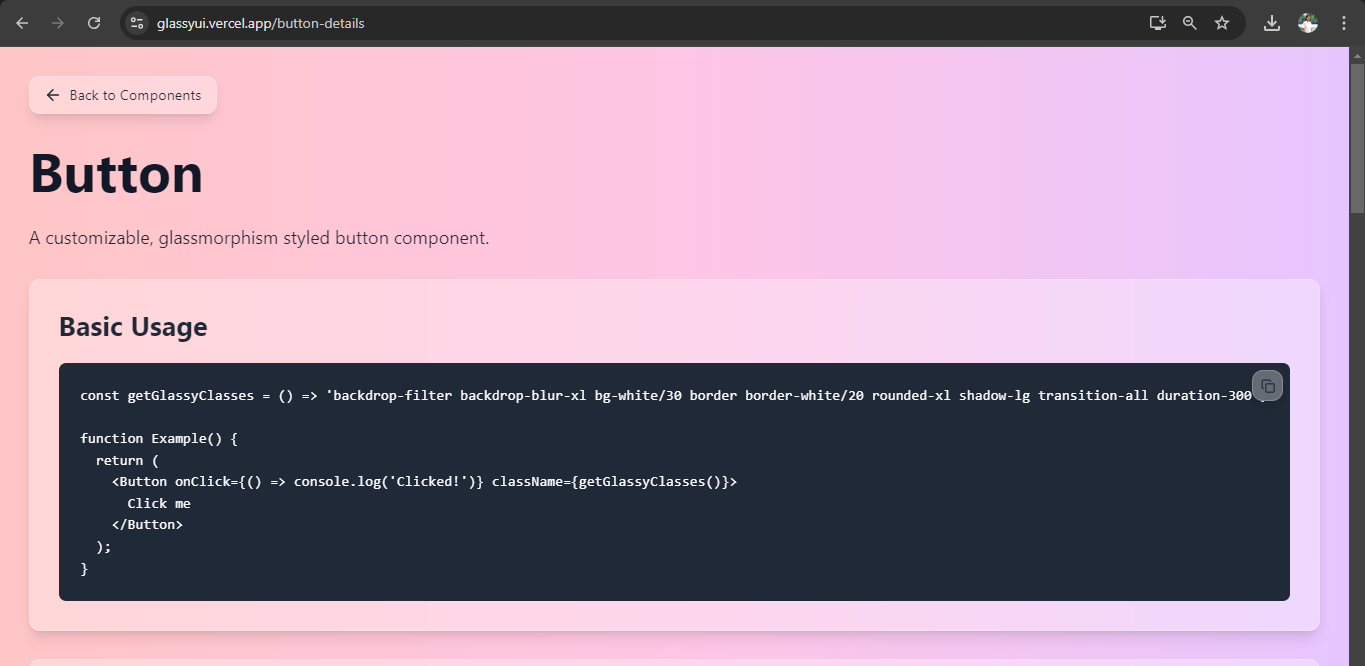 glassyui.vercel.app/button-details
Back to Components
Button
A customizable, glassmorphism styled button component.
Basic Usage
const getGlassyClasses = () => 'backdrop-filter backdrop-blur-xl bg-white/30 border border-white/20 rounded-xl shadow-lg transition-all duration-300
function Example() {
return (
<Button onClick={() => console.log('Clicked!')} className={getGlassyClasses()}>
Click me
</Button>
);
}